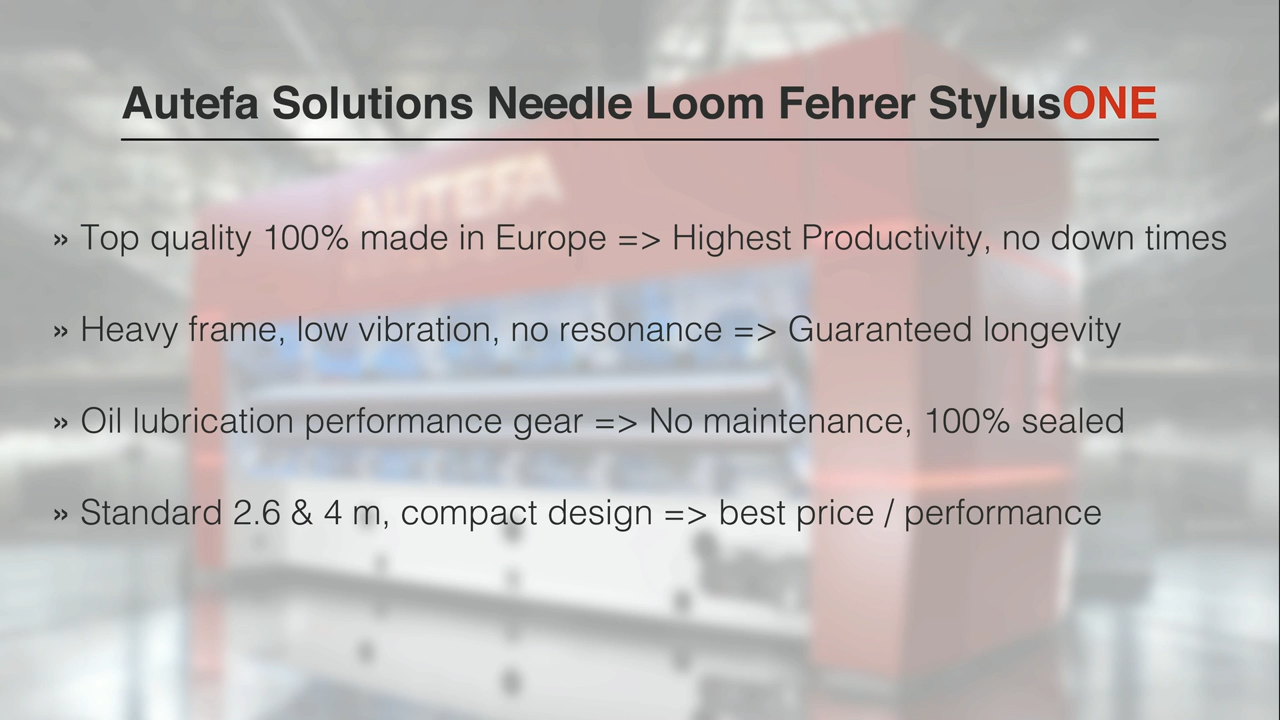 Autefa Solutions Needle Loom Fehrer StylusONE
AUTEFA
» Top quality 100% made in Europe => Highest Productivity, no down times
» Heavy frame, low vibration, no resonance => Guaranteed longevity
» Oil lubrication performance gear => No maintenance, 100% sealed
» Standard 2.6 & 4 m, compact design => best price / performance